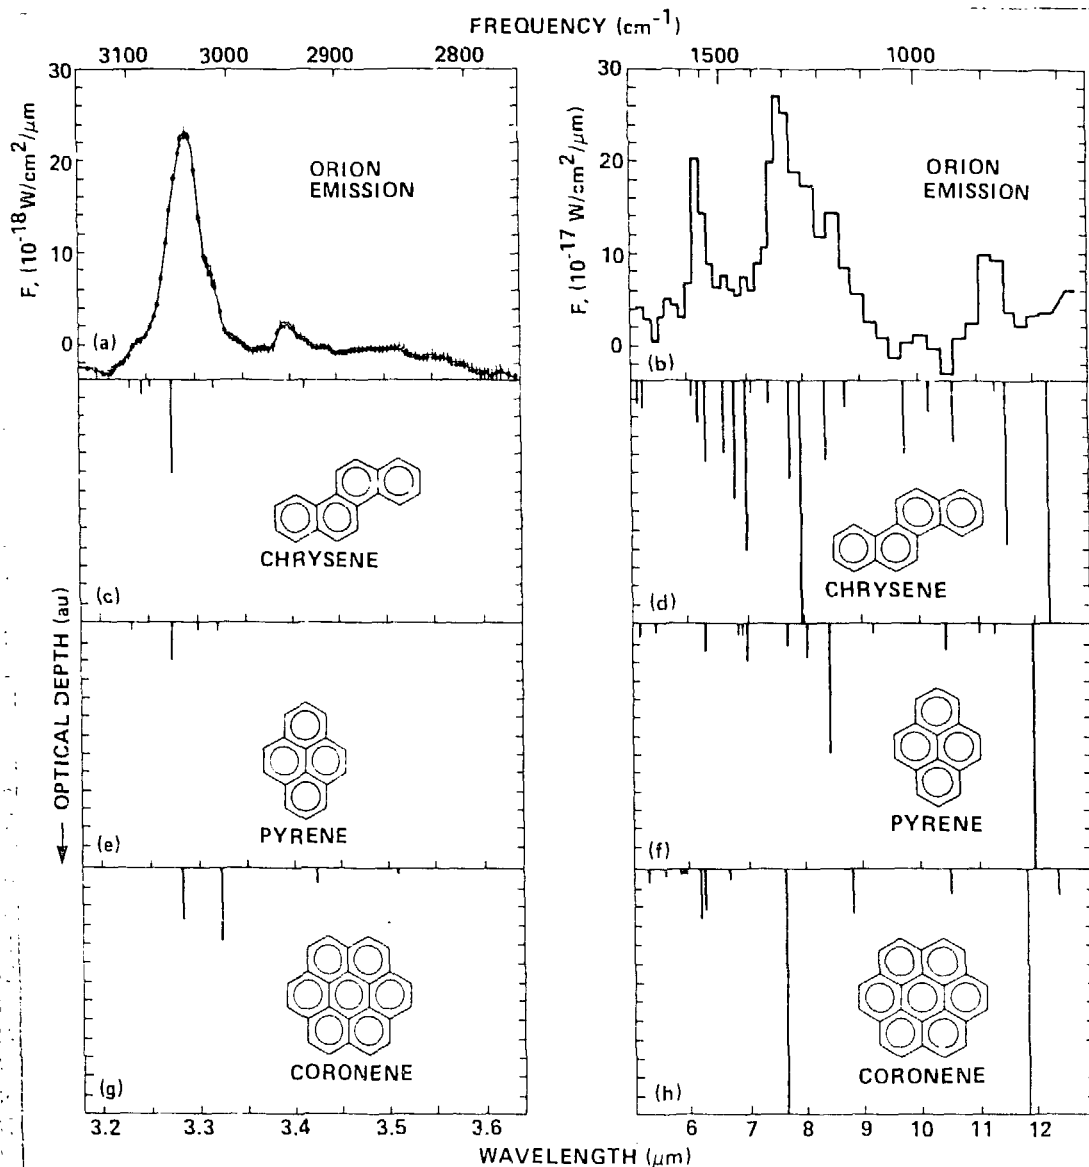 FREQUENCY (cm-1)
3100 3000 2900 2800
1500 1000
30
20
10
0
F, (10-18 W/cm2/µm)
ORION
EMISSION
(a)
30
20
10
0
F, (10-17 W/cm2/µm)
ORION
EMISSION
(b)
CHRYSENE
(c)
CHRYSENE
(d)
OPTICAL DEPTH (au)
PYRENE
(e)
PYRENE
(f)
CORONENE
(g)
CORONENE
(h)
3.2 3.3 3.4 3.5 3.6
6 7 8 9 10 11 12
WAVELENGTH (µm)